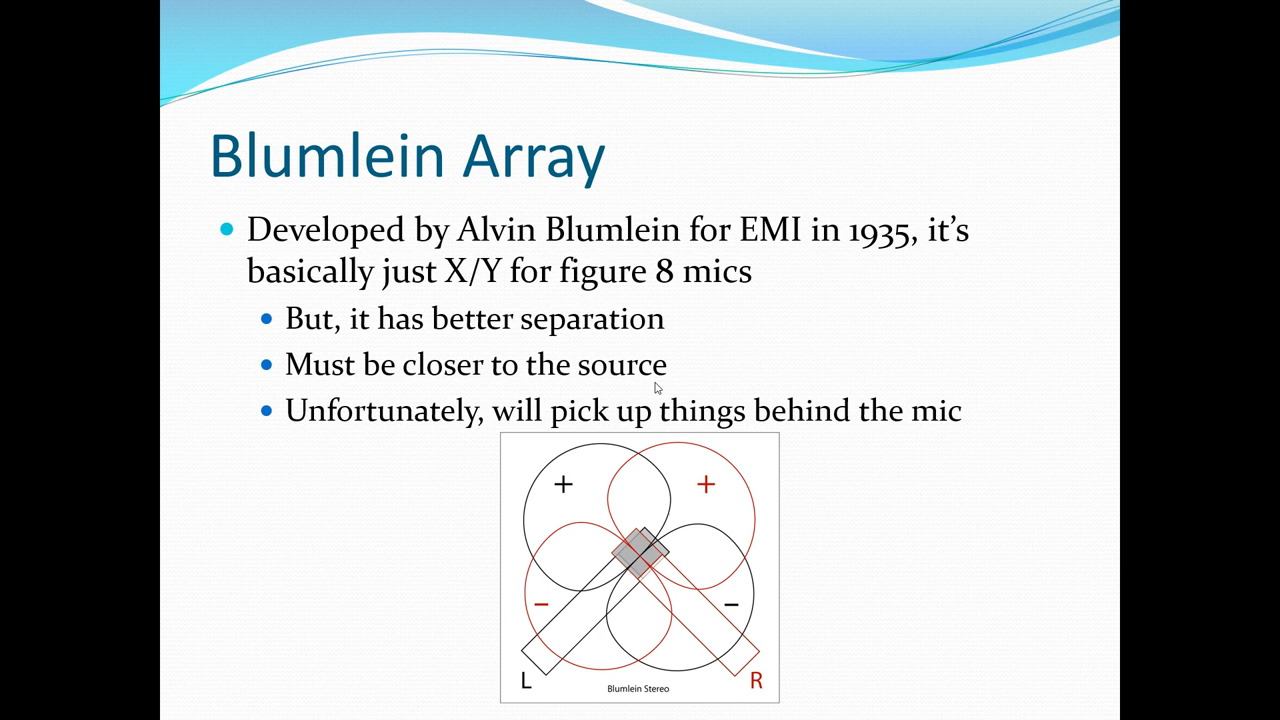 Blumlein Array
Developed by Alvin Blumlein for EMI in 1935, it’s
basically just X/Y for figure 8 mics
But, it has better separation
Must be closer to the source
Unfortunately, will pick up things behind the mic
+ +
− −
L R
Blumlein Stereo